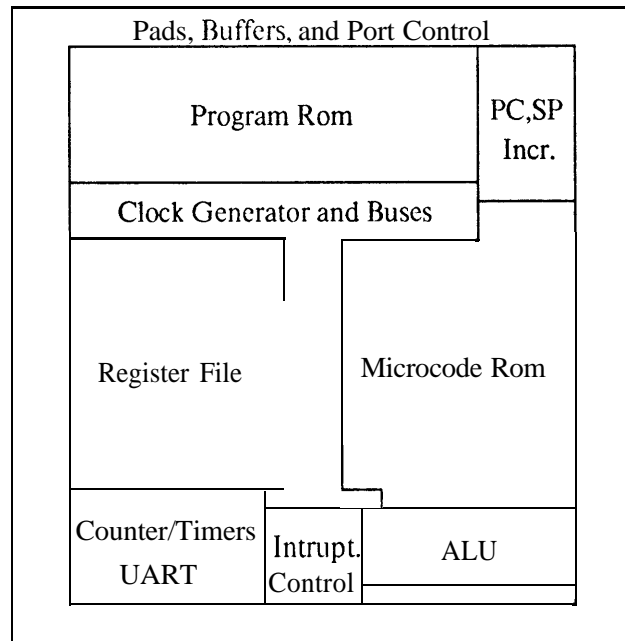 Pads, Buffers, and Port Control
Program Rom
PC,SP
Incr.
Clock Generator and Buses
Register File
Microcode Rom
Counter/Timers
UART
Intrupt.
Control
ALU